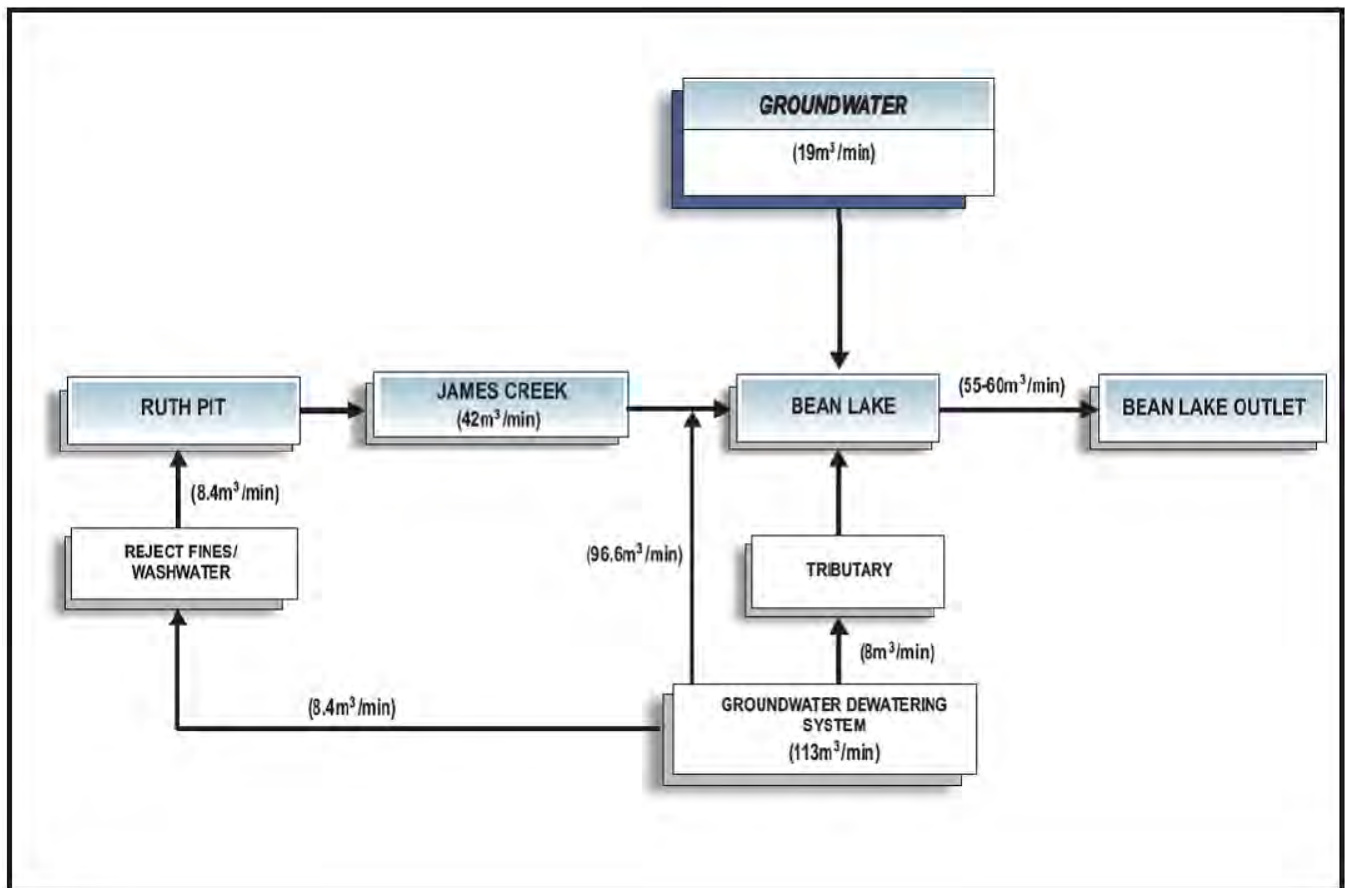 GROUNDWATER
(19m³/min)
RUTH PIT
JAMES CREEK
(42m³/min)
BEAN LAKE
(55-60m³/min)
BEAN LAKE OUTLET
(8.4m³/min)
REJECT FINES/
WASHWATER
(96.6m³/min)
TRIBUTARY
(8m³/min)
(8.4m³/min)
GROUNDWATER DEWATERING
SYSTEM
(113m³/min)